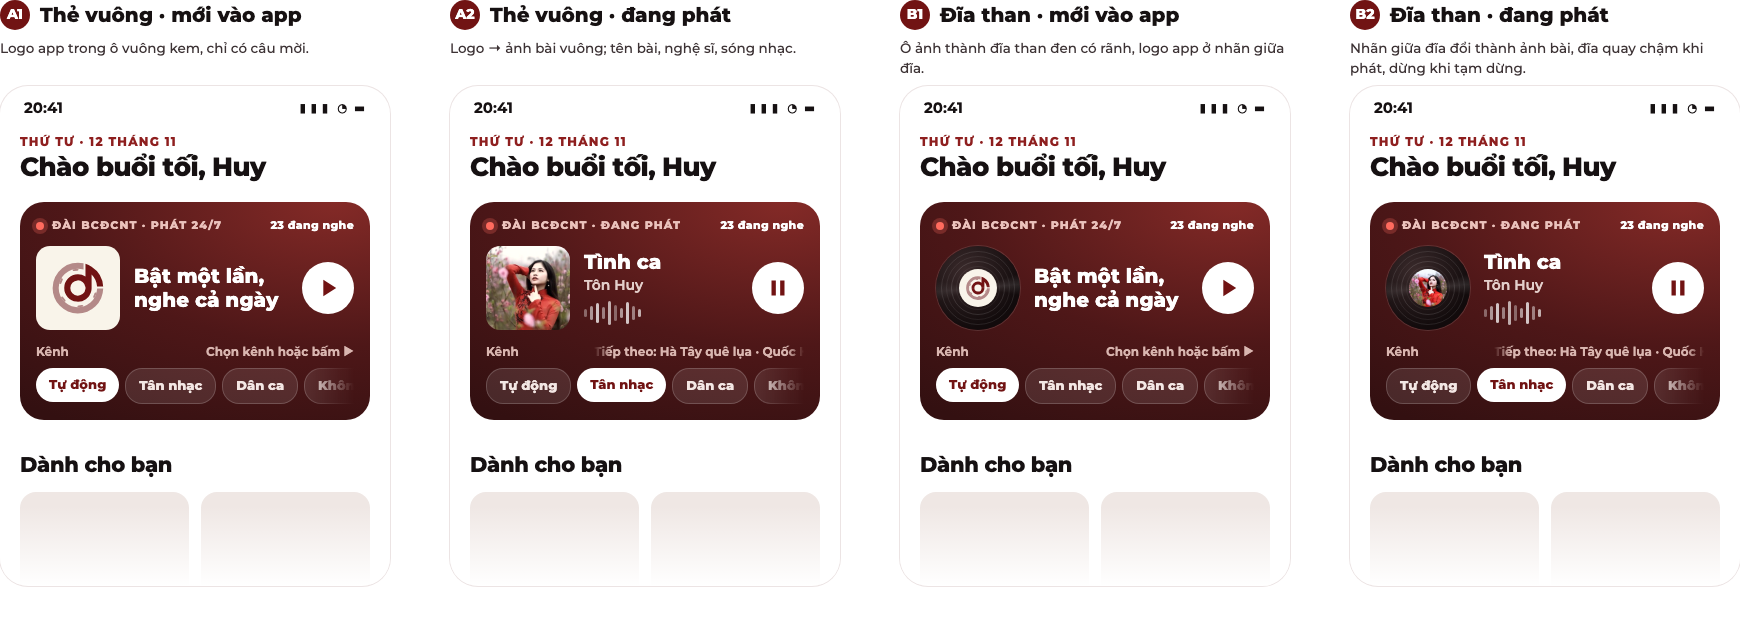 A1 Thẻ vuông · mới vào app
Logo app trong ô vuông kem, chỉ có câu mời.
20:41
THỨ TƯ · 12 THÁNG 11
Chào buổi tối, Huy
ĐÀI BCĐCNT · PHÁT 24/7
23 đang nghe
Bật một lần,
nghe cả ngày
Kênh
Chọn kênh hoặc bấm ▶
Tự động
Tân nhạc
Dân ca
Khôn
Dành cho bạn
A2 Thẻ vuông · đang phát
Logo → ảnh bài vuông; tên bài, nghệ sĩ, sóng nhạc.
20:41
THỨ TƯ · 12 THÁNG 11
Chào buổi tối, Huy
ĐÀI BCĐCNT · ĐANG PHÁT
23 đang nghe
Tình ca
Tôn Huy
Kênh
Tiếp theo: Hà Tây quê lụa · Quốc
Tự động
Tân nhạc
Dân ca
Khôn
Dành cho bạn
B1 Đĩa than · mới vào app
Ô ảnh thành đĩa than đen có rãnh, logo app ở nhãn giữa
đĩa.
20:41
THỨ TƯ · 12 THÁNG 11
Chào buổi tối, Huy
ĐÀI BCĐCNT · PHÁT 24/7
23 đang nghe
Bật một lần,
nghe cả ngày
Kênh
Chọn kênh hoặc bấm ▶
Tự động
Tân nhạc
Dân ca
Khôn
Dành cho bạn
B2 Đĩa than · đang phát
Nhãn giữa đĩa đổi thành ảnh bài, đĩa quay chậm khi
phát, dừng khi tạm dừng.
20:41
THỨ TƯ · 12 THÁNG 11
Chào buổi tối, Huy
ĐÀI BCĐCNT · ĐANG PHÁT
23 đang nghe
Tình ca
Tôn Huy
Kênh
Tiếp theo: Hà Tây quê lụa · Quốc
Tự động
Tân nhạc
Dân ca
Khôn
Dành cho bạn